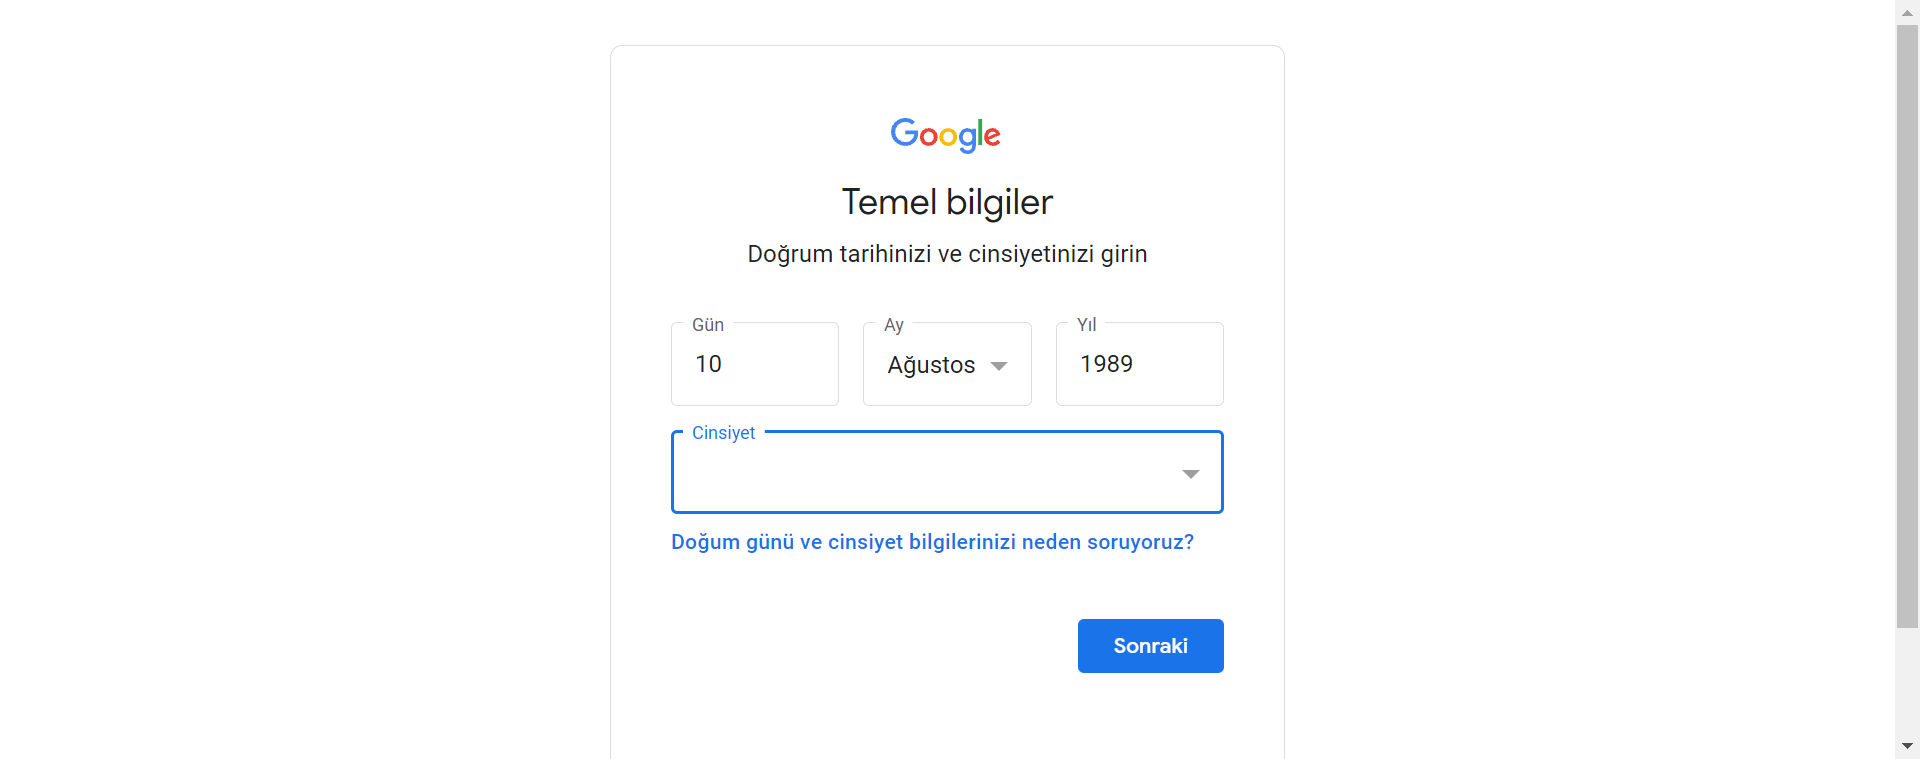 Google
Temel bilgiler
Doğrum tarihinizi ve cinsiyetinizi girin
Gün
Ay
Yıl
10
Ağustos
1989
Cinsiyet
Doğum günü ve cinsiyet bilgilerinizi neden soruyoruz?
Sonraki